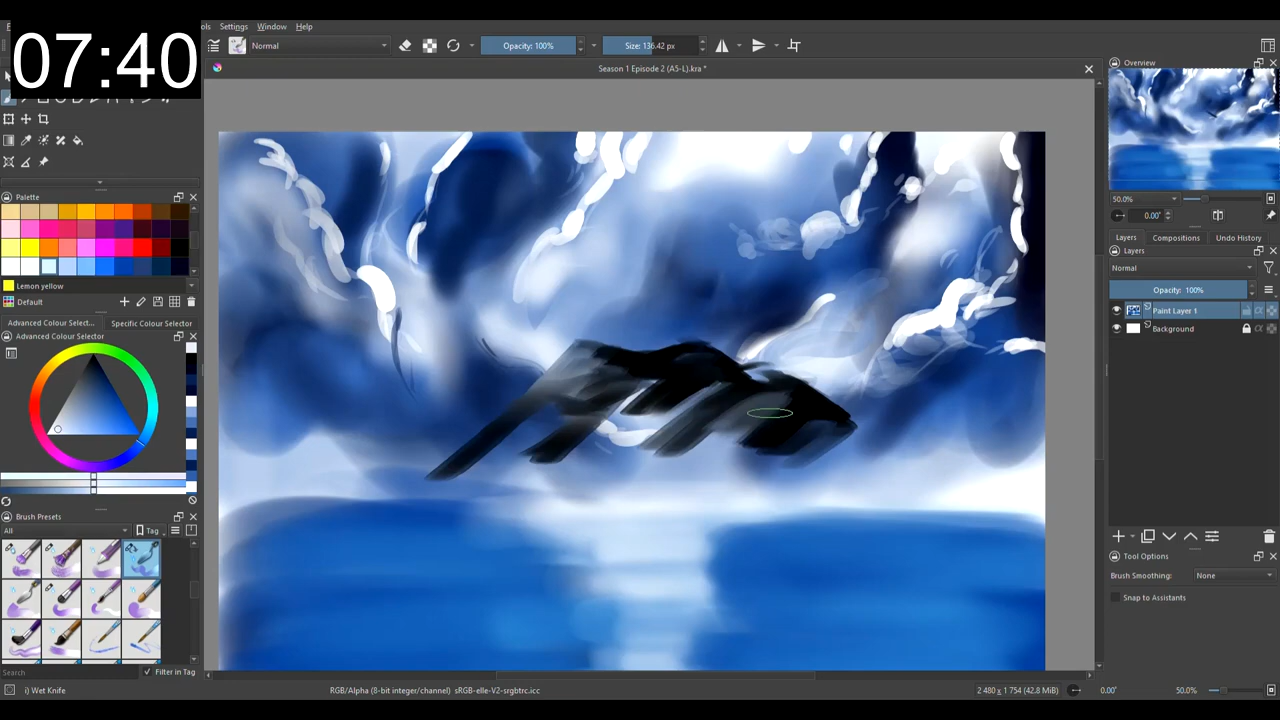 07:40
ols Settings Window Help
Normal Opacity: 100% Size: 136.42 px
Season 1 Episode 2 (A5-L).kra *
Overview
50.0%
0.00°
Layers Compositions Undo History
Layers
Normal
Opacity: 100%
Paint Layer 1
Background
Tool Options
Brush Smoothing: None
Snap to Assistants
Palette
Lemon yellow
Default
Advanced Colour Select... Specific Colour Selector
Advanced Colour Selector
Brush Presets
All Tag
Search Filter in Tag
i) Wet Knife RGB/Alpha (8-bit integer/channel) sRGB-elle-V2-srgbtrc.icc 2 480 x 1 754 (42.8 MiB) 0.00° 50.0%